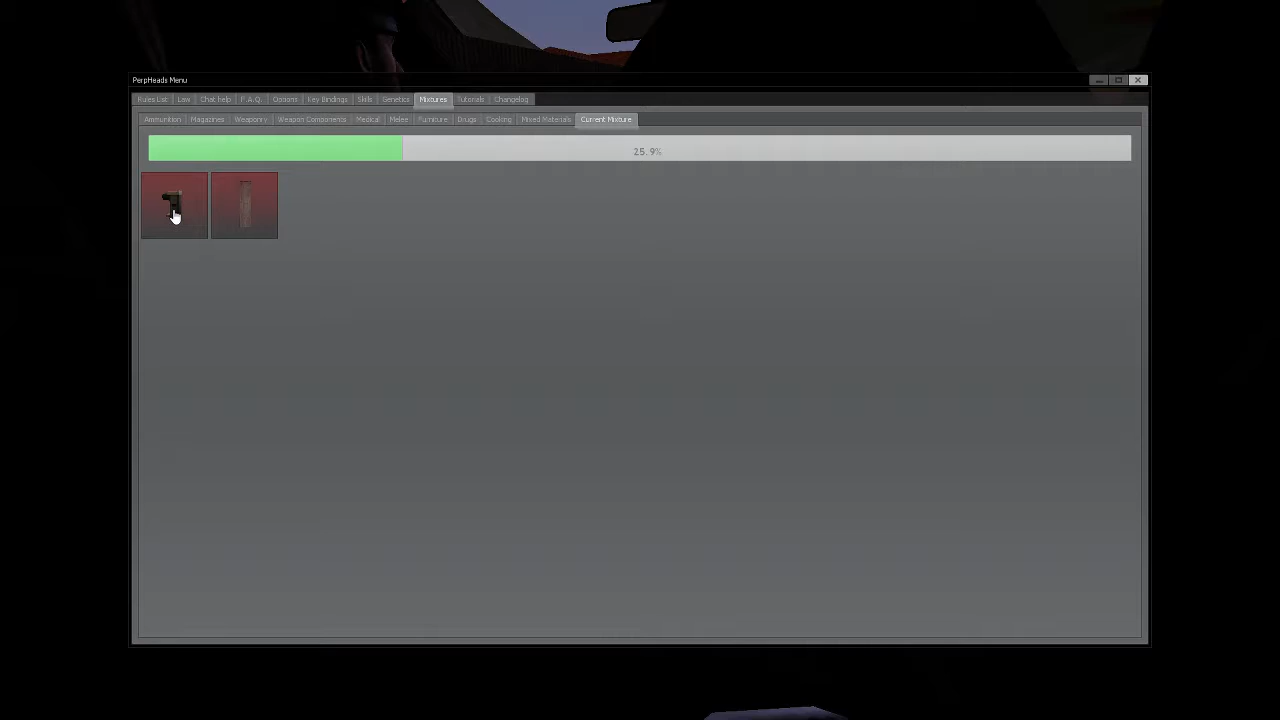 PerpHeads Menu
Rules List Law Chat help F.A.Q. Options Key Bindings Skills Genetics Mixtures Tutorials Changelog
Ammunition Magazines Weaponry Weapon Components Medical Melee Furniture Drugs Cooking Mixed Materials Current Mixture
25.9%